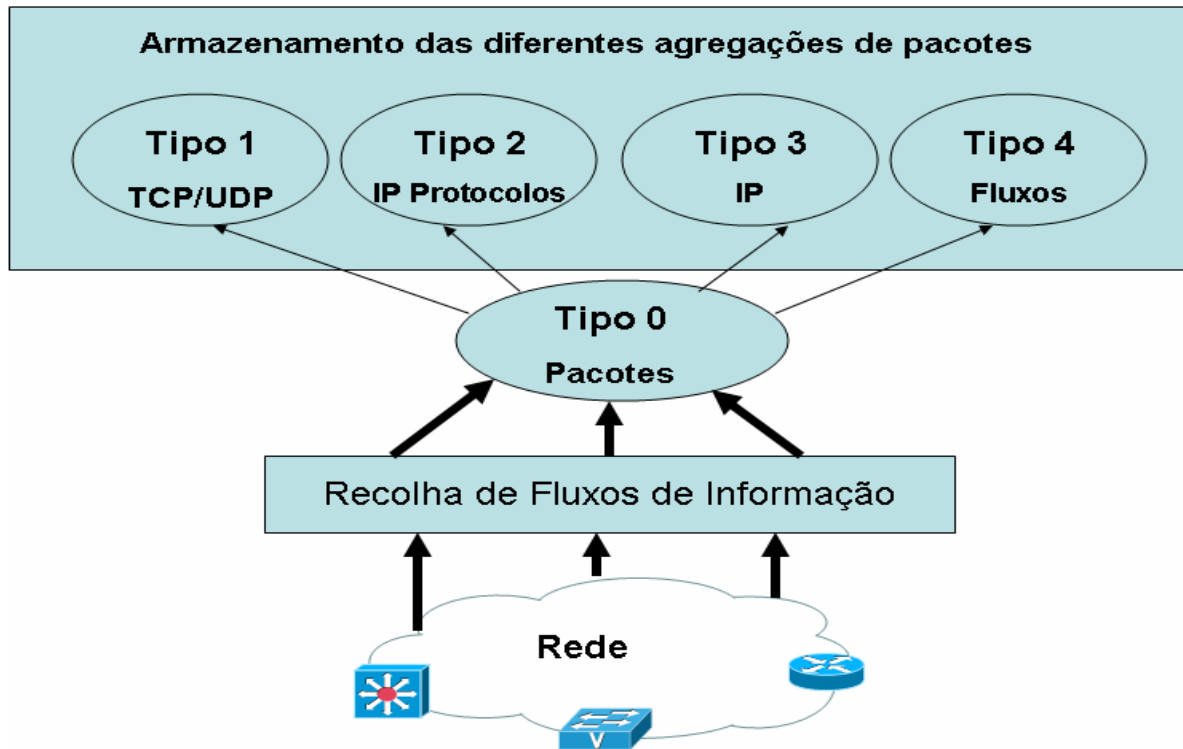 Armazenamento das diferentes agregações de pacotes
Tipo 1
TCP/UDP
Tipo 2
IP Protocolos
Tipo 3
IP
Tipo 4
Fluxos
Tipo 0
Pacotes
Recolha de Fluxos de Informação
Rede
V